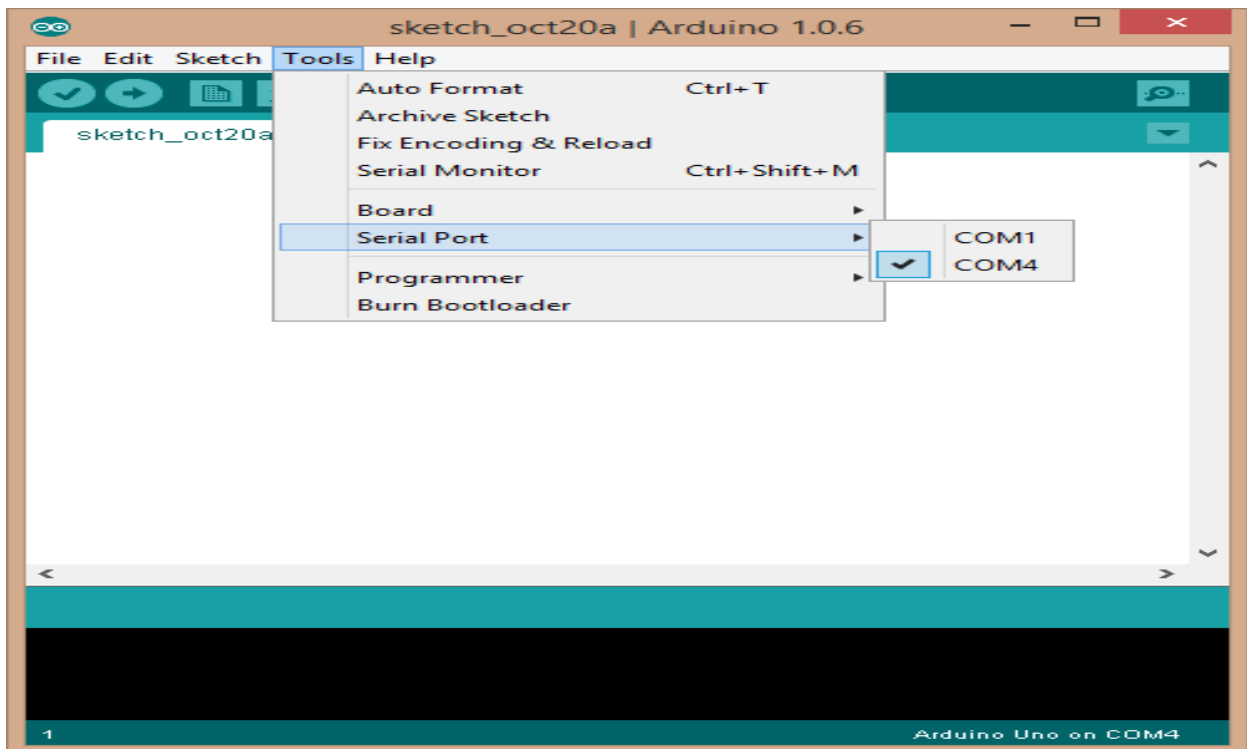 sketch_oct20a | Arduino 1.0.6
File Edit Sketch Tools Help
sketch_oct20a
Auto Format Ctrl+T
Archive Sketch
Fix Encoding & Reload
Serial Monitor Ctrl+Shift+M
Board
Serial Port
COM1
COM4
Programmer
Burn Bootloader
1 Arduino Uno on COM4